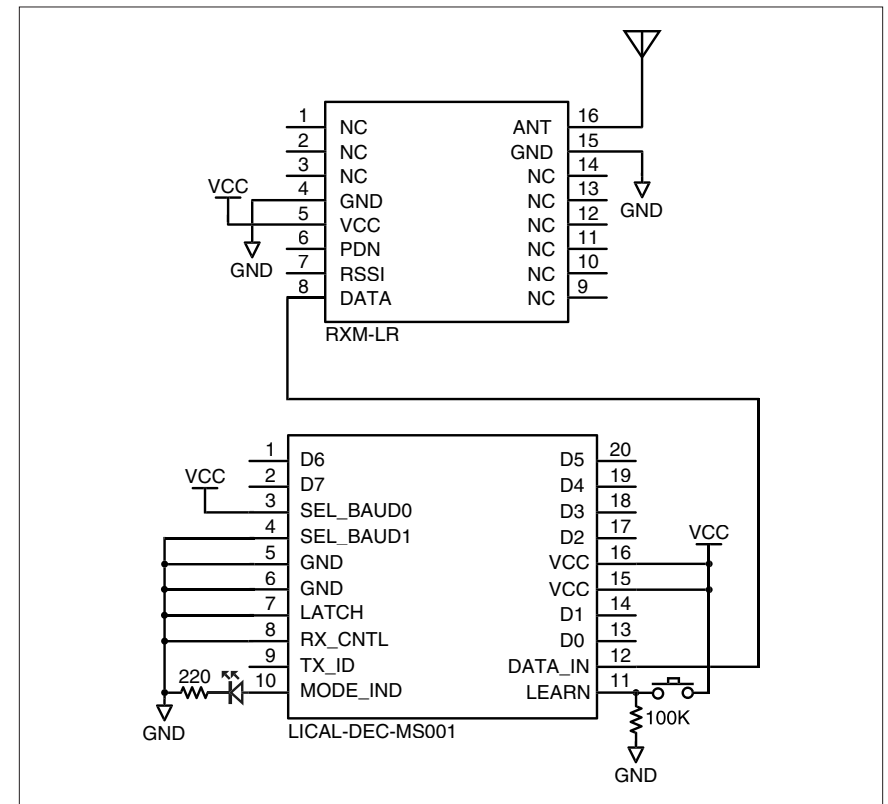 1 NC
2 NC
3 NC
4 GND
5 VCC
6 PDN
7 RSSI
8 DATA
ANT 16
GND 15
NC 14
NC 13
NC 12
NC 11
NC 10
NC 9
VCC
GND
GND
RXM-LR
1 D6
2 D7
3 SEL_BAUD0
4 SEL_BAUD1
5 GND
6 GND
7 LATCH
8 RX_CNTL
9 TX_ID
10 MODE_IND
D5 20
D4 19
D3 18
D2 17
VCC 16
VCC 15
D1 14
D0 13
DATA_IN 12
LEARN 11
VCC
VCC
220
100K
GND
GND
LICAL-DEC-MS001